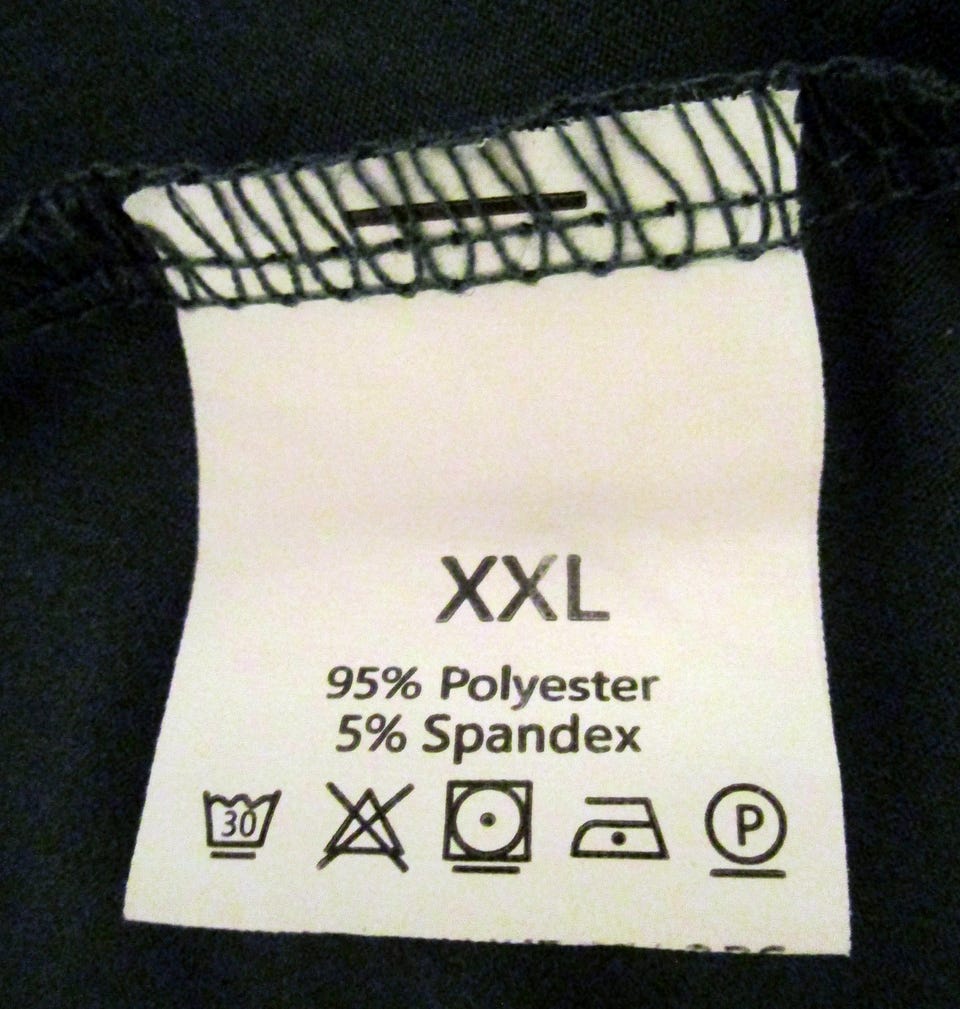 XXL
95% Polyester
5% Spandex
30 P